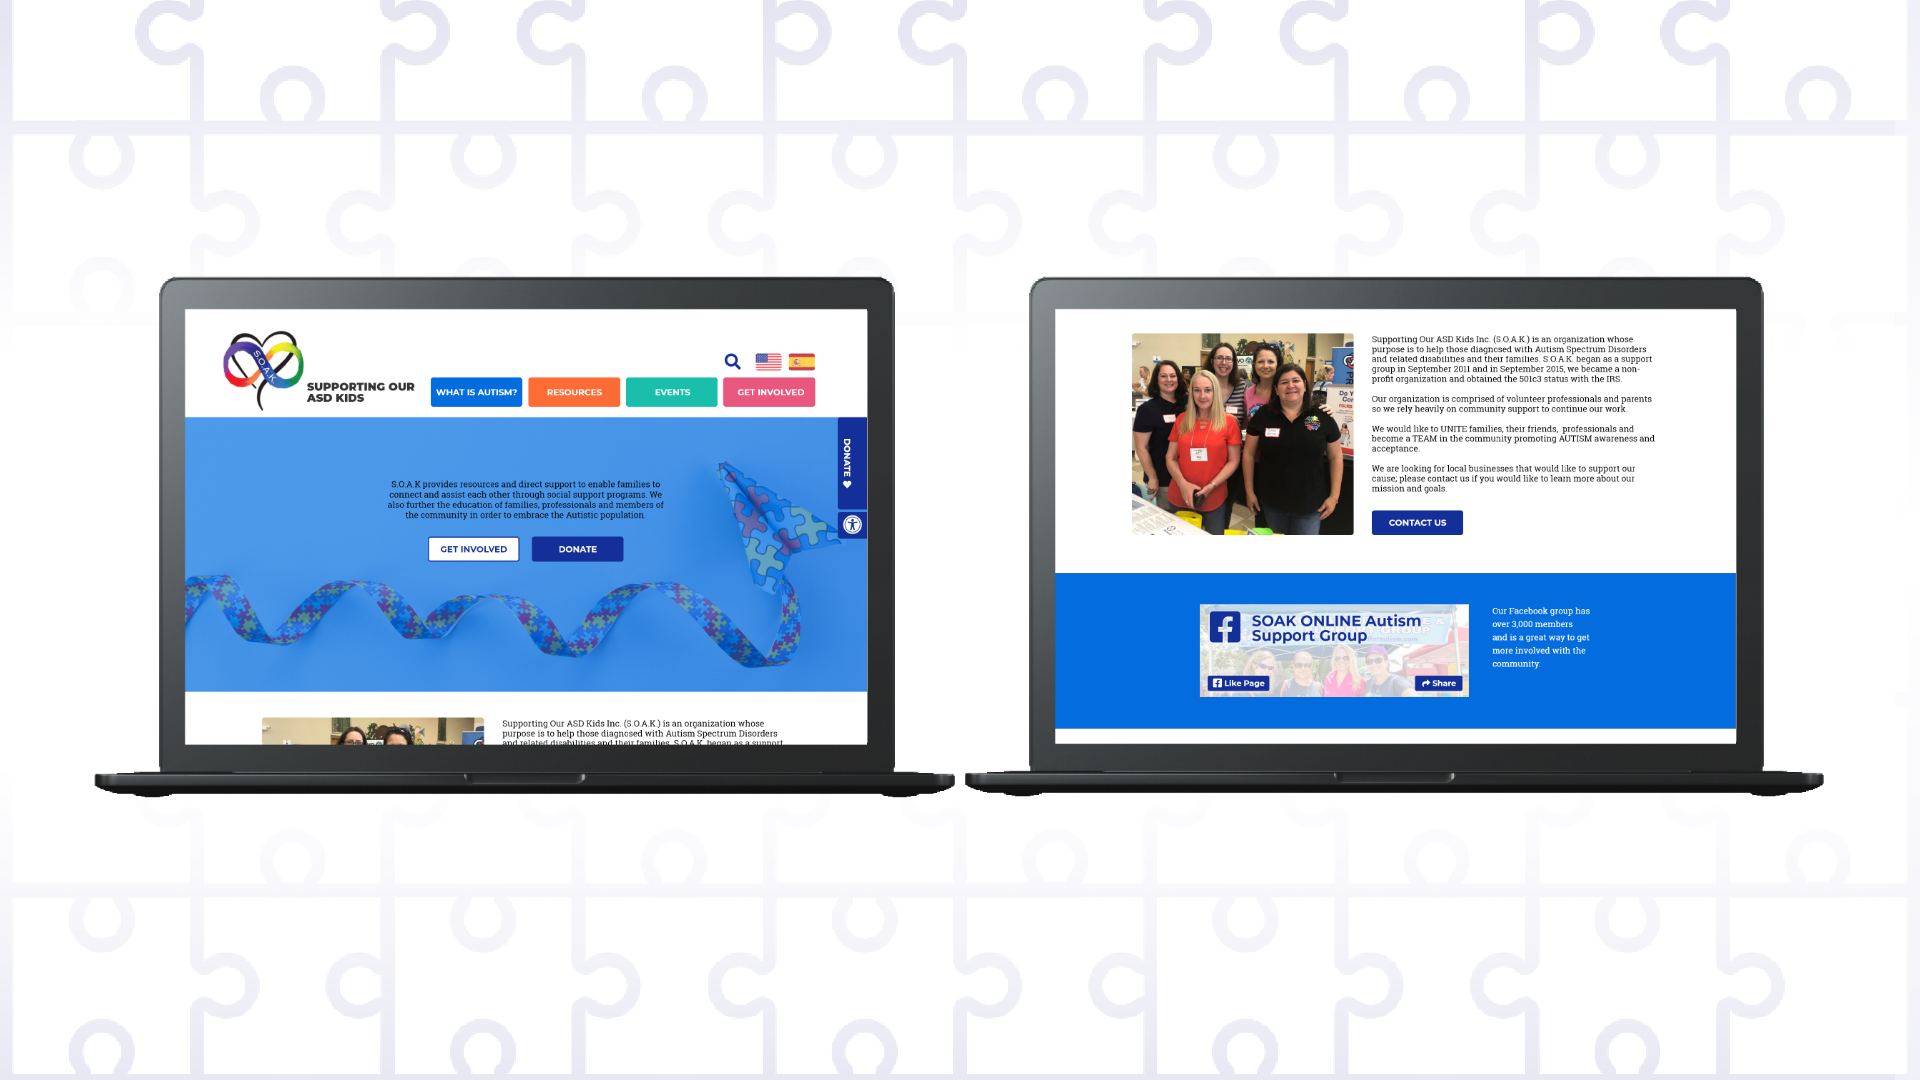 S.O.A.K
SUPPORTING OUR
ASD KIDS
WHAT IS AUTISM?
RESOURCES
EVENTS
GET INVOLVED
DONATE
S.O.A.K provides resources and direct support to enable families to
connect and assist each other through social support programs. We
also further the education of families, professionals and members of
the community in order to embrace the Autistic population.
GET INVOLVED
DONATE
Supporting Our ASD Kids Inc. (S.O.A.K.) is an organization whose
purpose is to help those diagnosed with Autism Spectrum Disorders
and related disabilities and their families. S.O.A.K. began as a support
Supporting Our ASD Kids Inc. (S.O.A.K.) is an organization whose
purpose is to help those diagnosed with Autism Spectrum Disorders
and related disabilities and their families. S.O.A.K. began as a support
group in September 2011 and in September 2015, we became a non-
profit organization and obtained the 501c3 status with the IRS.
Our organization is comprised of volunteer professionals and parents
so we rely heavily on community support to continue our work.
We would like to UNITE families, their friends, professionals and
become a TEAM in the community promoting AUTISM awareness and
acceptance.
We are looking for local businesses that would like to support our
cause; please contact us if you would like to learn more about our
mission and goals.
CONTACT US
SOAK ONLINE Autism
Support Group
Like Page
Share
Our Facebook group has
over 3,000 members
and is a great way to get
more involved with the
community.